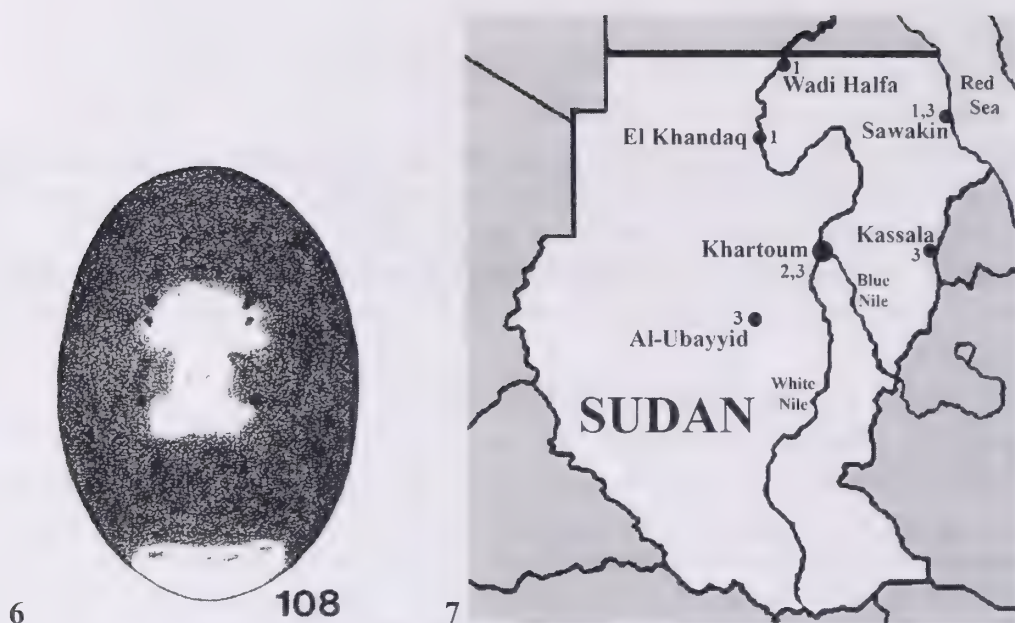 6
108
7
1
Wadi Halfa
Red
Sea
1,3
Sawakin
El Khandaq
1
Khartoum
2,3
Kassala
3
Blue
Nile
3
Al-Ubayyid
White
Nile
SUDAN